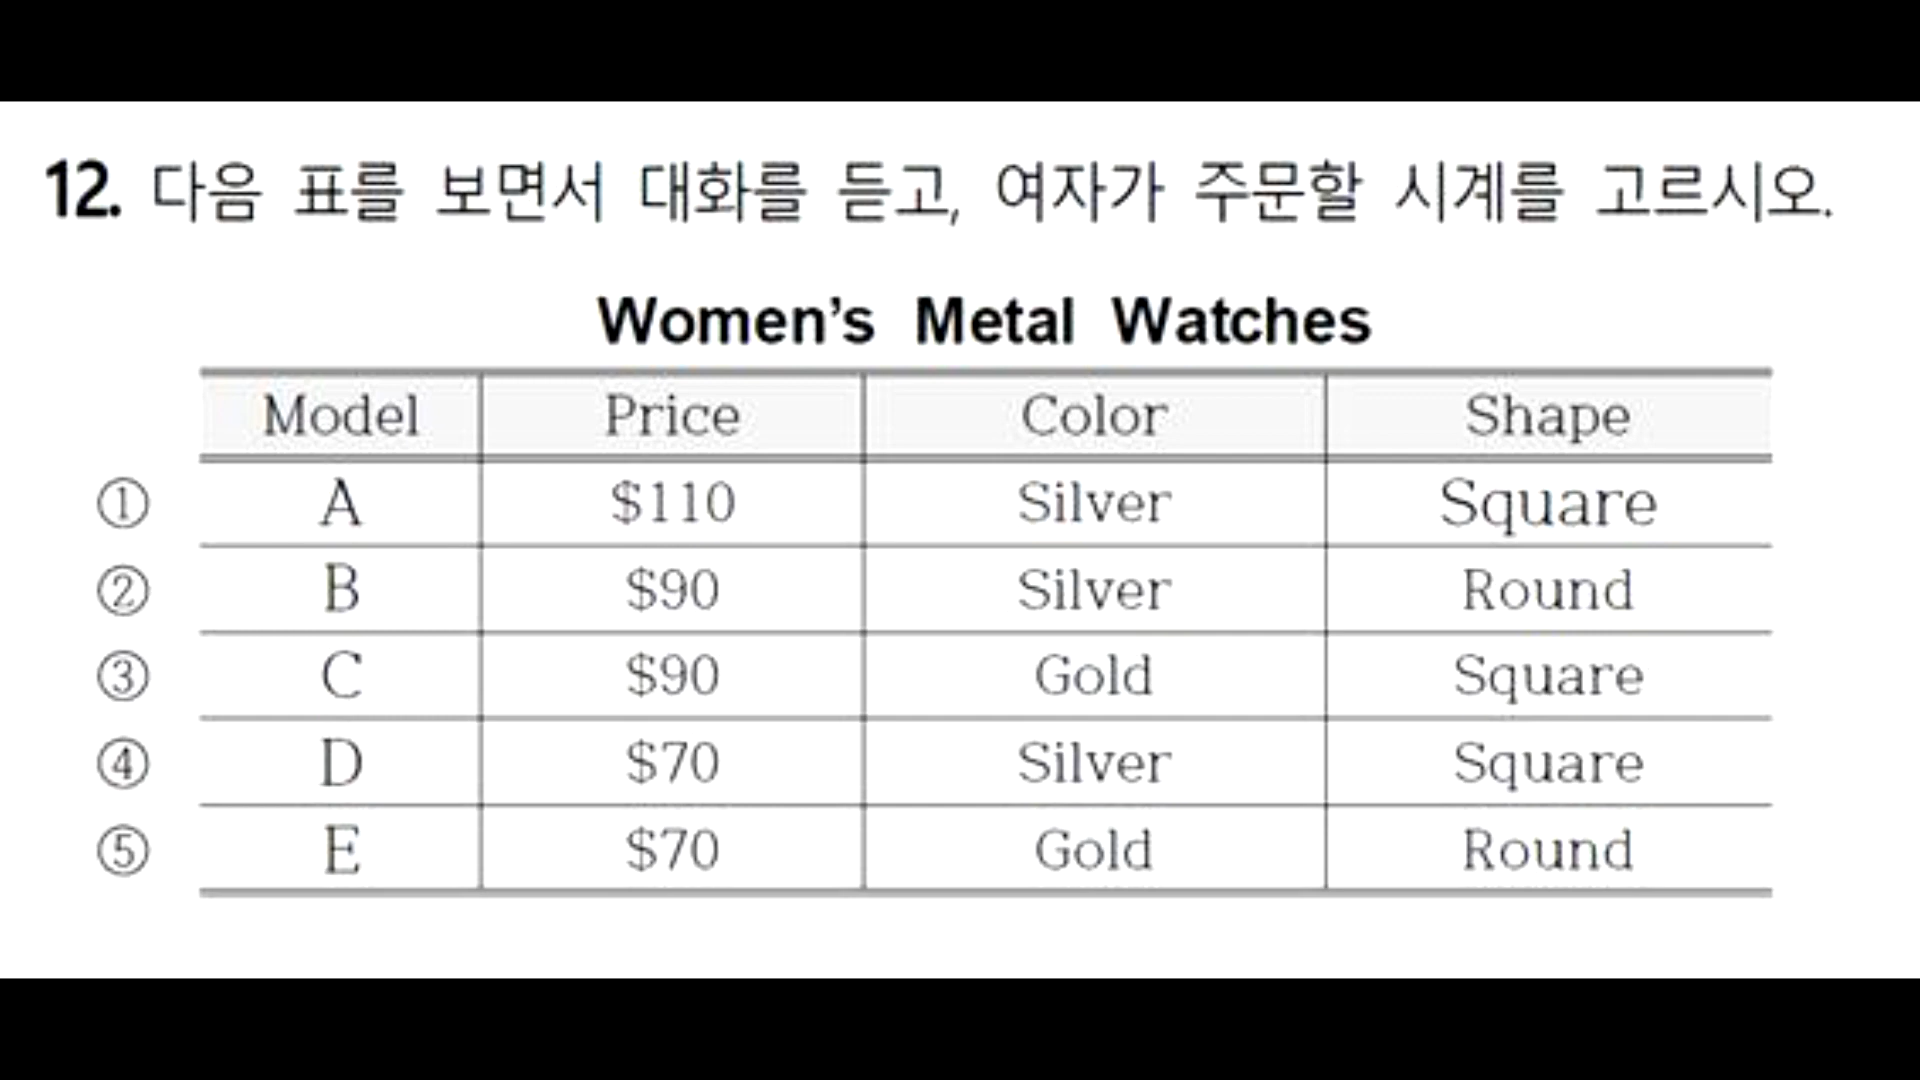 12. 다음 표를 보면서 대화를 듣고, 여자가 주문할 시계를 고르시오.
Women's Metal Watches
Model Price Color Shape
① A $110 Silver Square
② B $90 Silver Round
③ C $90 Gold Square
④ D $70 Silver Square
⑤ E $70 Gold Round